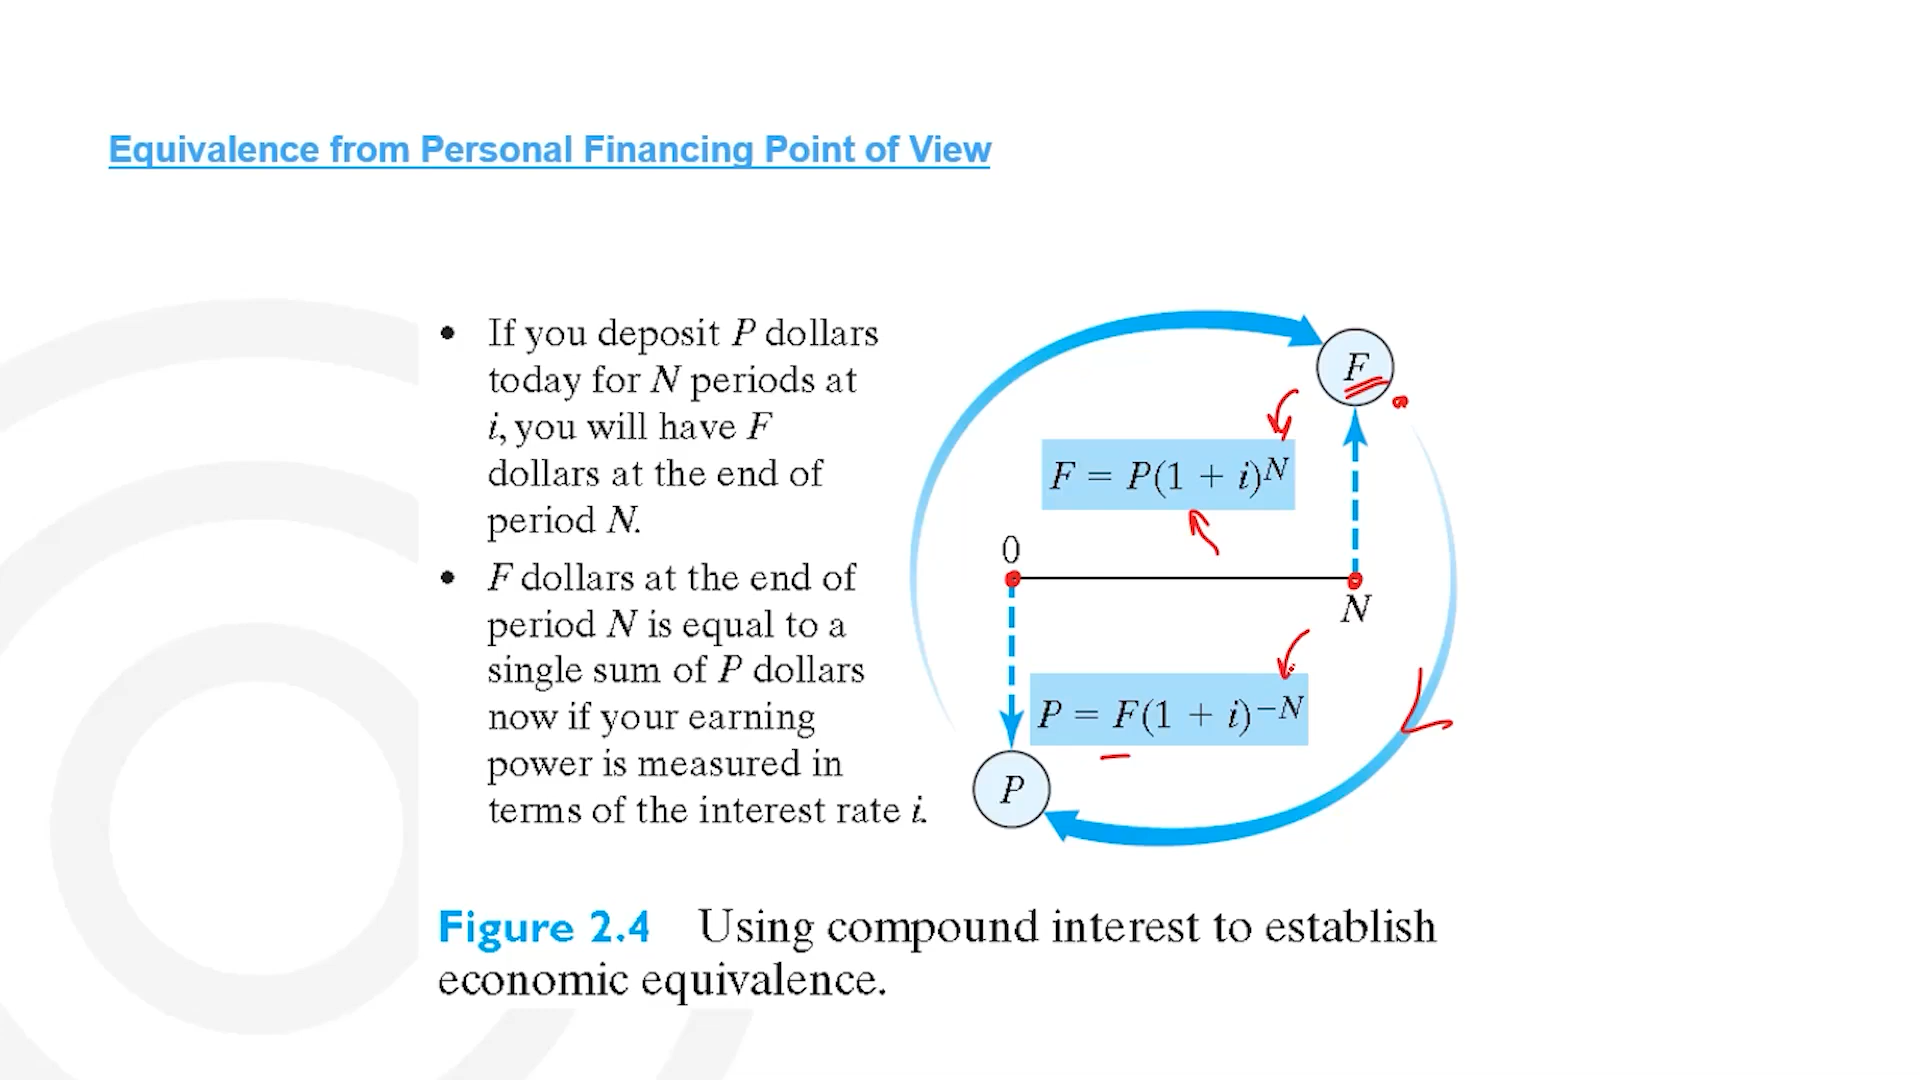 Equivalence from Personal Financing Point of View
• If you deposit P dollars
today for N periods at
i, you will have F
dollars at the end of
period N.
• F dollars at the end of
period N is equal to a
single sum of P dollars
now if your earning
power is measured in
terms of the interest rate i.
F
F = P(1 + i)^N
0
N
P = F(1 + i)^−N
P
Figure 2.4 Using compound interest to establish
economic equivalence.